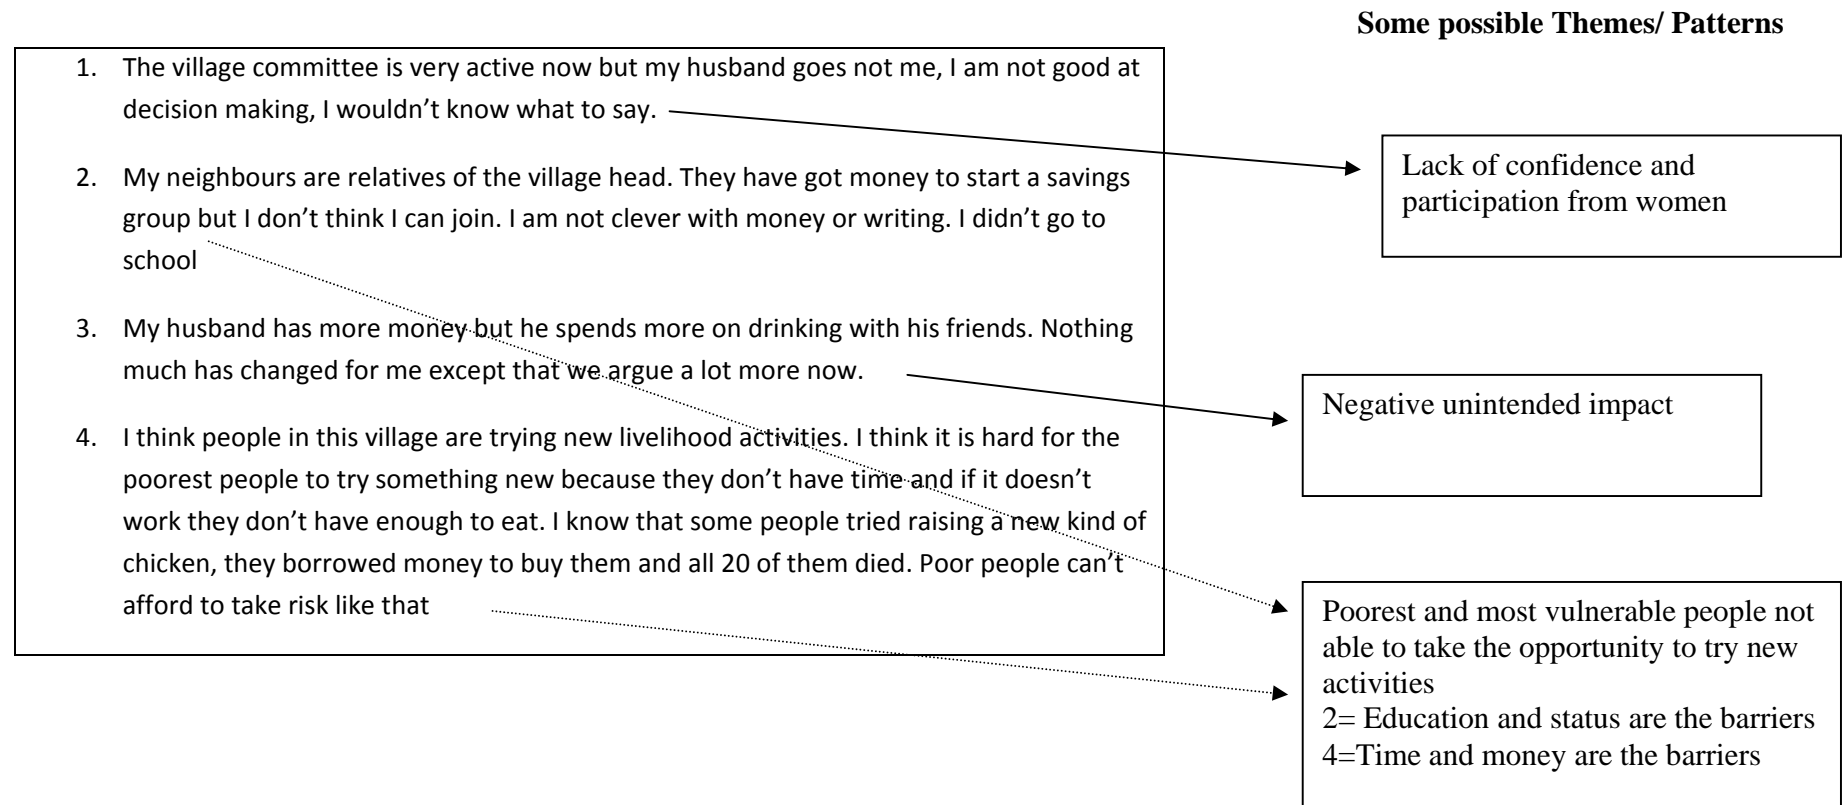 Some possible Themes/ Patterns
1. The village committee is very active now but my husband goes not me, I am not good at
decision making, I wouldn’t know what to say.
2. My neighbours are relatives of the village head. They have got money to start a savings
group but I don’t think I can join. I am not clever with money or writing. I didn’t go to
school
3. My husband has more money but he spends more on drinking with his friends. Nothing
much has changed for me except that we argue a lot more now.
4. I think people in this village are trying new livelihood activities. I think it is hard for the
poorest people to try something new because they don’t have time and if it doesn’t
work they don’t have enough to eat. I know that some people tried raising a new kind of
chicken, they borrowed money to buy them and all 20 of them died. Poor people can’t
afford to take risk like that
Lack of confidence and
participation from women
Negative unintended impact
Poorest and most vulnerable people not
able to take the opportunity to try new
activities
2= Education and status are the barriers
4=Time and money are the barriers